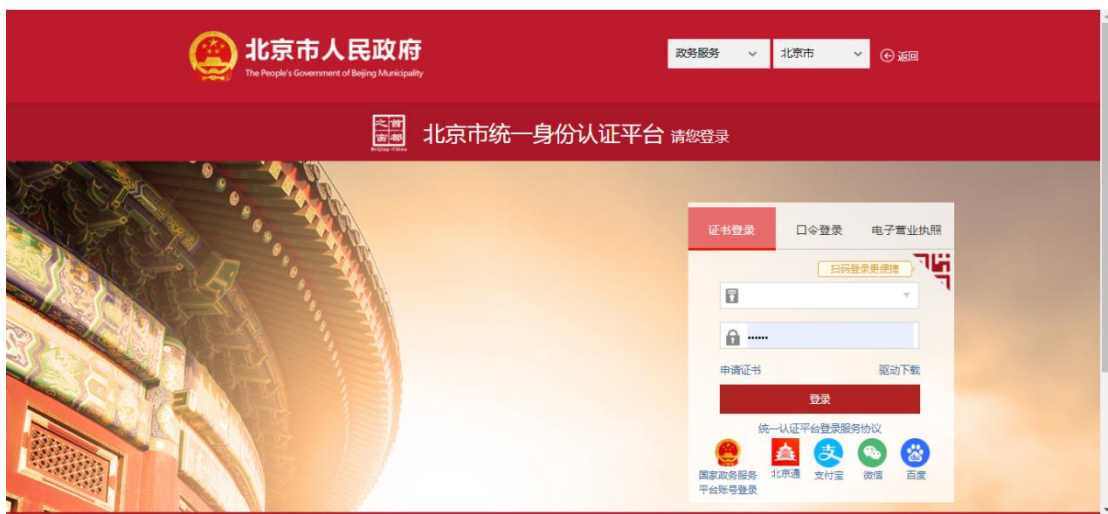 北京市人民政府
The People's Government of Beijing Municipality
政务服务
北京市
返回
首都之窗
Beijing-China
北京市统一身份认证平台 请您登录
证书登录
口令登录
电子营业执照
扫码登录更便捷
••••••
申请证书
驱动下载
登录
统一认证平台登录服务协议
国家政务服务
平台账号登录
北京通
支付宝
微信
百度